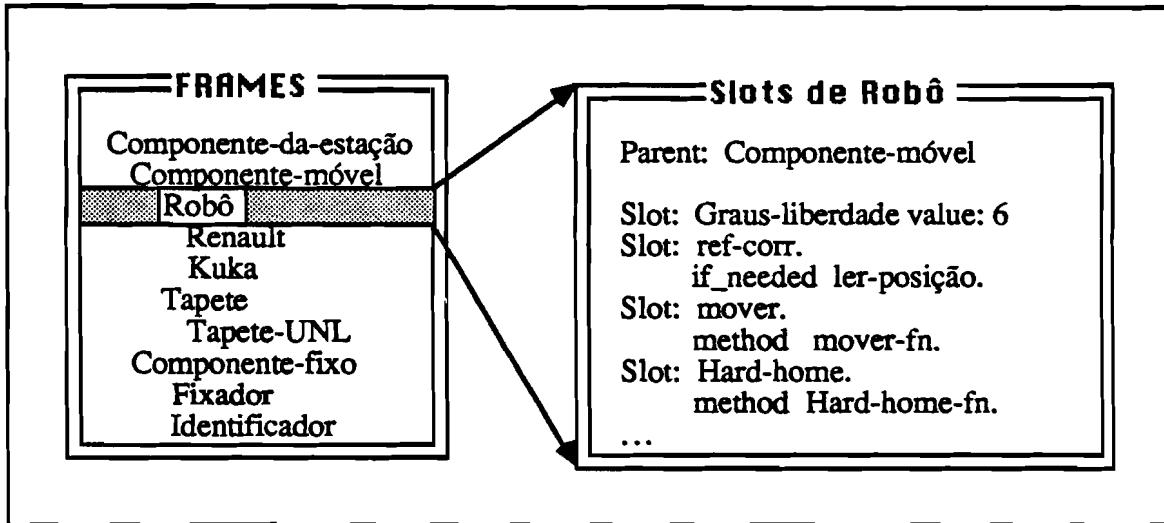 FRAMES
Componente-da-estação
Componente-móvel
Robô
Renault
Kuka
Tapete
Tapete-UNL
Componente-fixo
Fixador
Identificador
Slots de Robô
Parent: Componente-móvel
Slot: Graus-liberdade value: 6
Slot: ref-corr.
if_needed ler-posição.
Slot: mover.
method mover-fn.
Slot: Hard-home.
method Hard-home-fn.
...